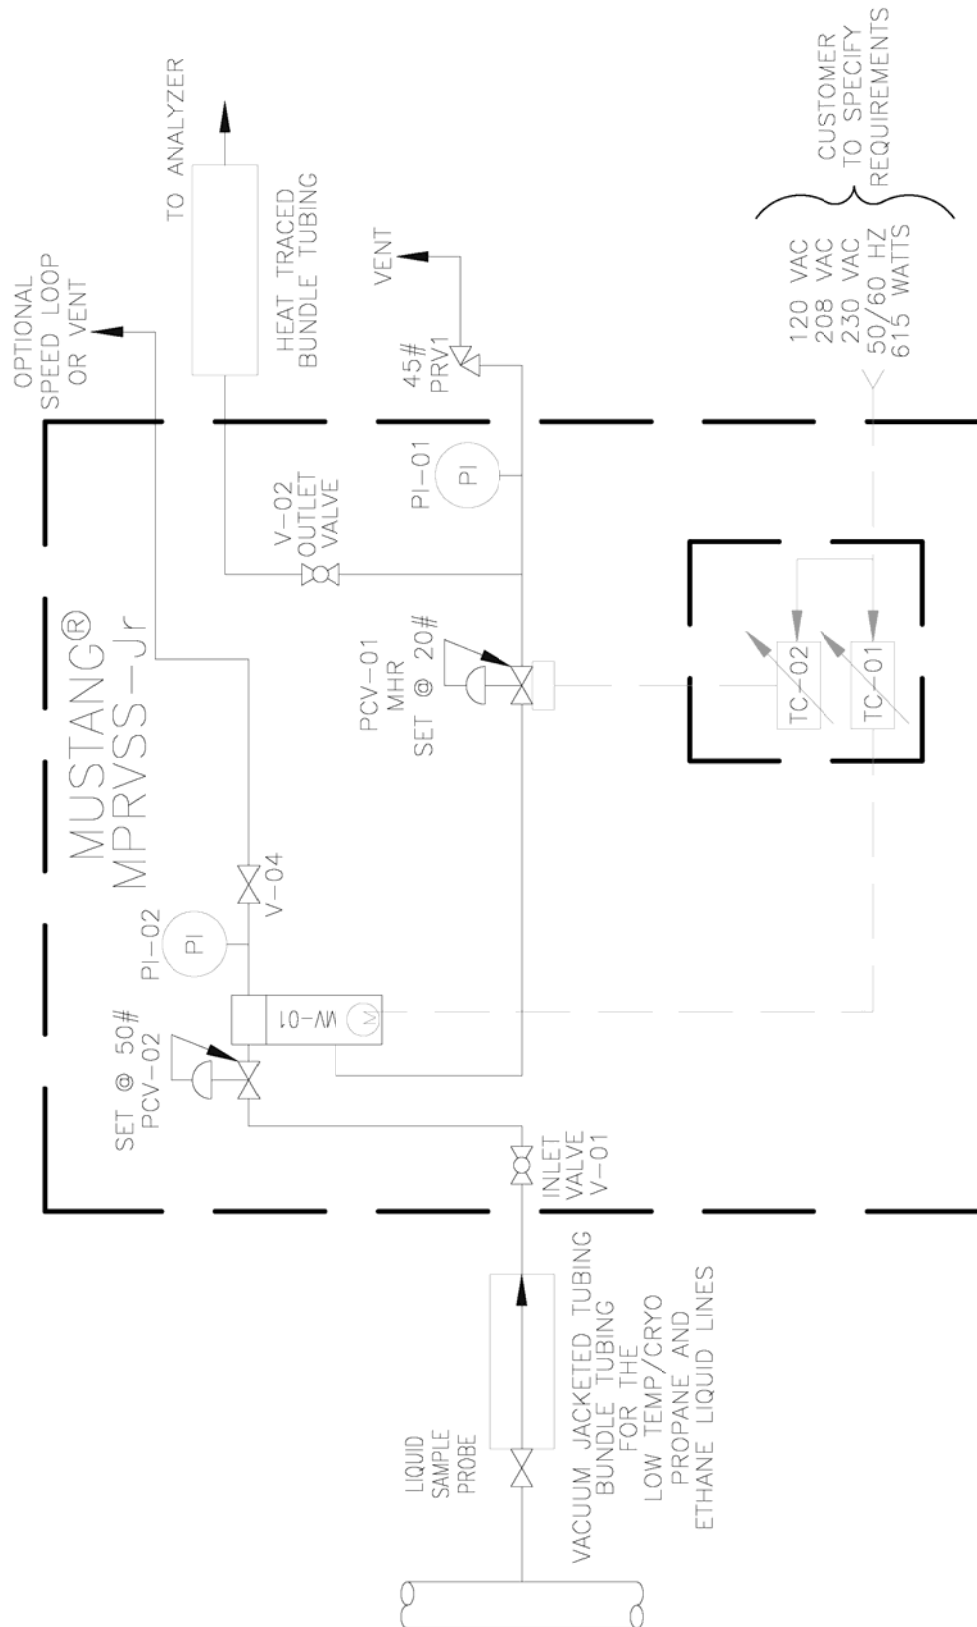 OPTIONAL
SPEED LOOP
OR VENT
TO ANALYZER
HEAT TRACED
BUNDLE TUBING
VENT
45#
PRV1
CUSTOMER
TO SPECIFY
REQUIREMENTS
120 VAC
208 VAC
230 VAC
50/60 HZ
615 WATTS
MUSTANG®
MPRVSS-Jr
V-02
OUTLET
VALVE
PI-01
PI
PCV-01
MHR
SET @ 20#
TC-02
TC-01
V-04
PI-02
PI
MV-01
M
SET @ 50#
PCV-02
INLET
VALVE
V-01
LIQUID
SAMPLE
PROBE
VACUUM JACKETED TUBING
BUNDLE TUBING
FOR THE
LOW TEMP/CRYO
PROPANE AND
ETHANE LIQUID LINES